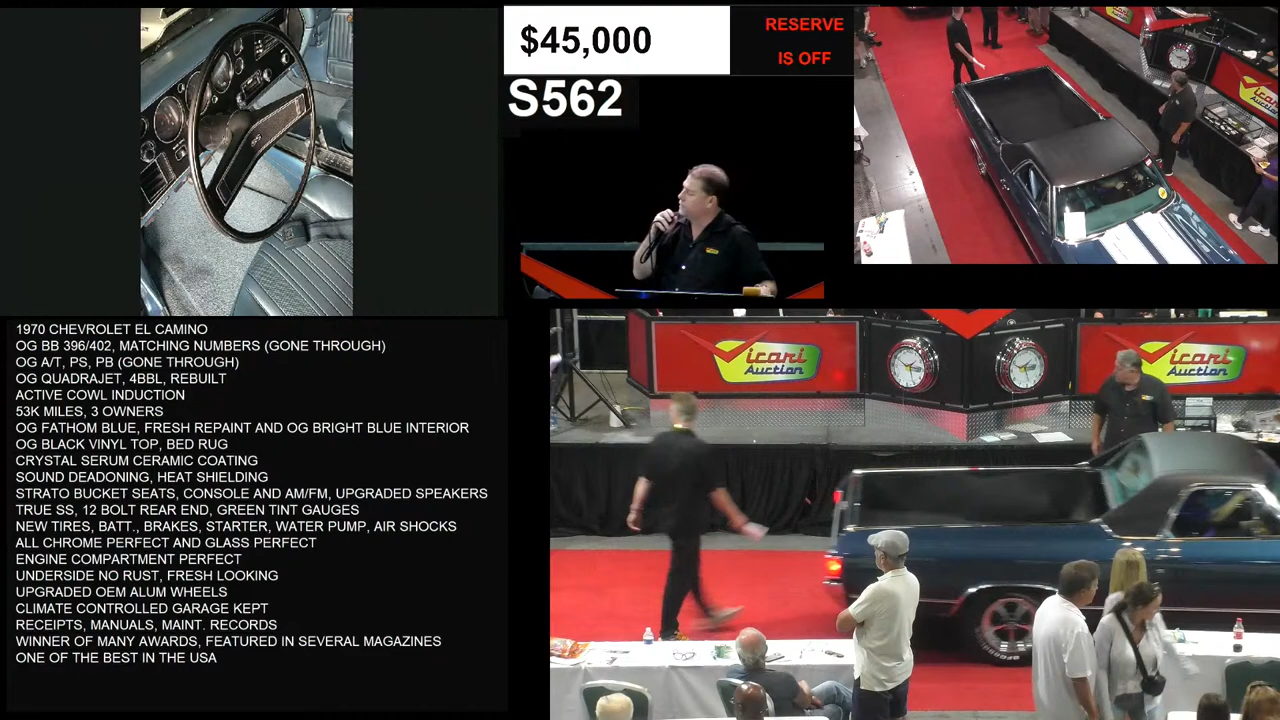 $45,000
RESERVE
IS OFF
S562
SS
Vicari
Auction
Vicari
Auction
Vicari
Auction
1970 CHEVROLET EL CAMINO
OG BB 396/402, MATCHING NUMBERS (GONE THROUGH)
OG A/T, PS, PB (GONE THROUGH)
OG QUADRAJET, 4BBL, REBUILT
ACTIVE COWL INDUCTION
53K MILES, 3 OWNERS
OG FATHOM BLUE, FRESH REPAINT AND OG BRIGHT BLUE INTERIOR
OG BLACK VINYL TOP, BED RUG
CRYSTAL SERUM CERAMIC COATING
SOUND DEADONING, HEAT SHIELDING
STRATO BUCKET SEATS, CONSOLE AND AM/FM, UPGRADED SPEAKERS
TRUE SS, 12 BOLT REAR END, GREEN TINT GAUGES
NEW TIRES, BATT., BRAKES, STARTER, WATER PUMP, AIR SHOCKS
ALL CHROME PERFECT AND GLASS PERFECT
ENGINE COMPARTMENT PERFECT
UNDERSIDE NO RUST, FRESH LOOKING
UPGRADED OEM ALUM WHEELS
CLIMATE CONTROLLED GARAGE KEPT
RECEIPTS, MANUALS, MAINT. RECORDS
WINNER OF MANY AWARDS, FEATURED IN SEVERAL MAGAZINES
ONE OF THE BEST IN THE USA